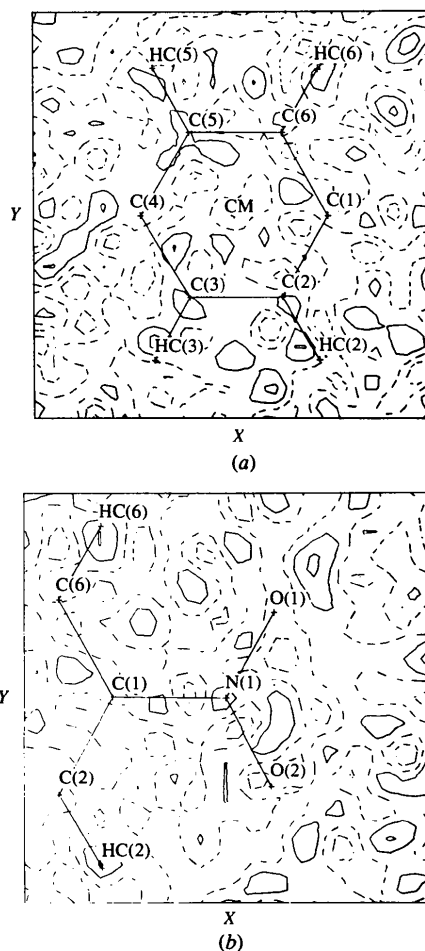 HC(5) HC(6)
C(5) C(6)
C(4) CM C(1)
Y
C(3) C(2)
HC(3) HC(2)
X
(a)
HC(6)
C(6) O(1)
C(1) N(1)
Y
C(2) O(2)
HC(2)
X
(b)